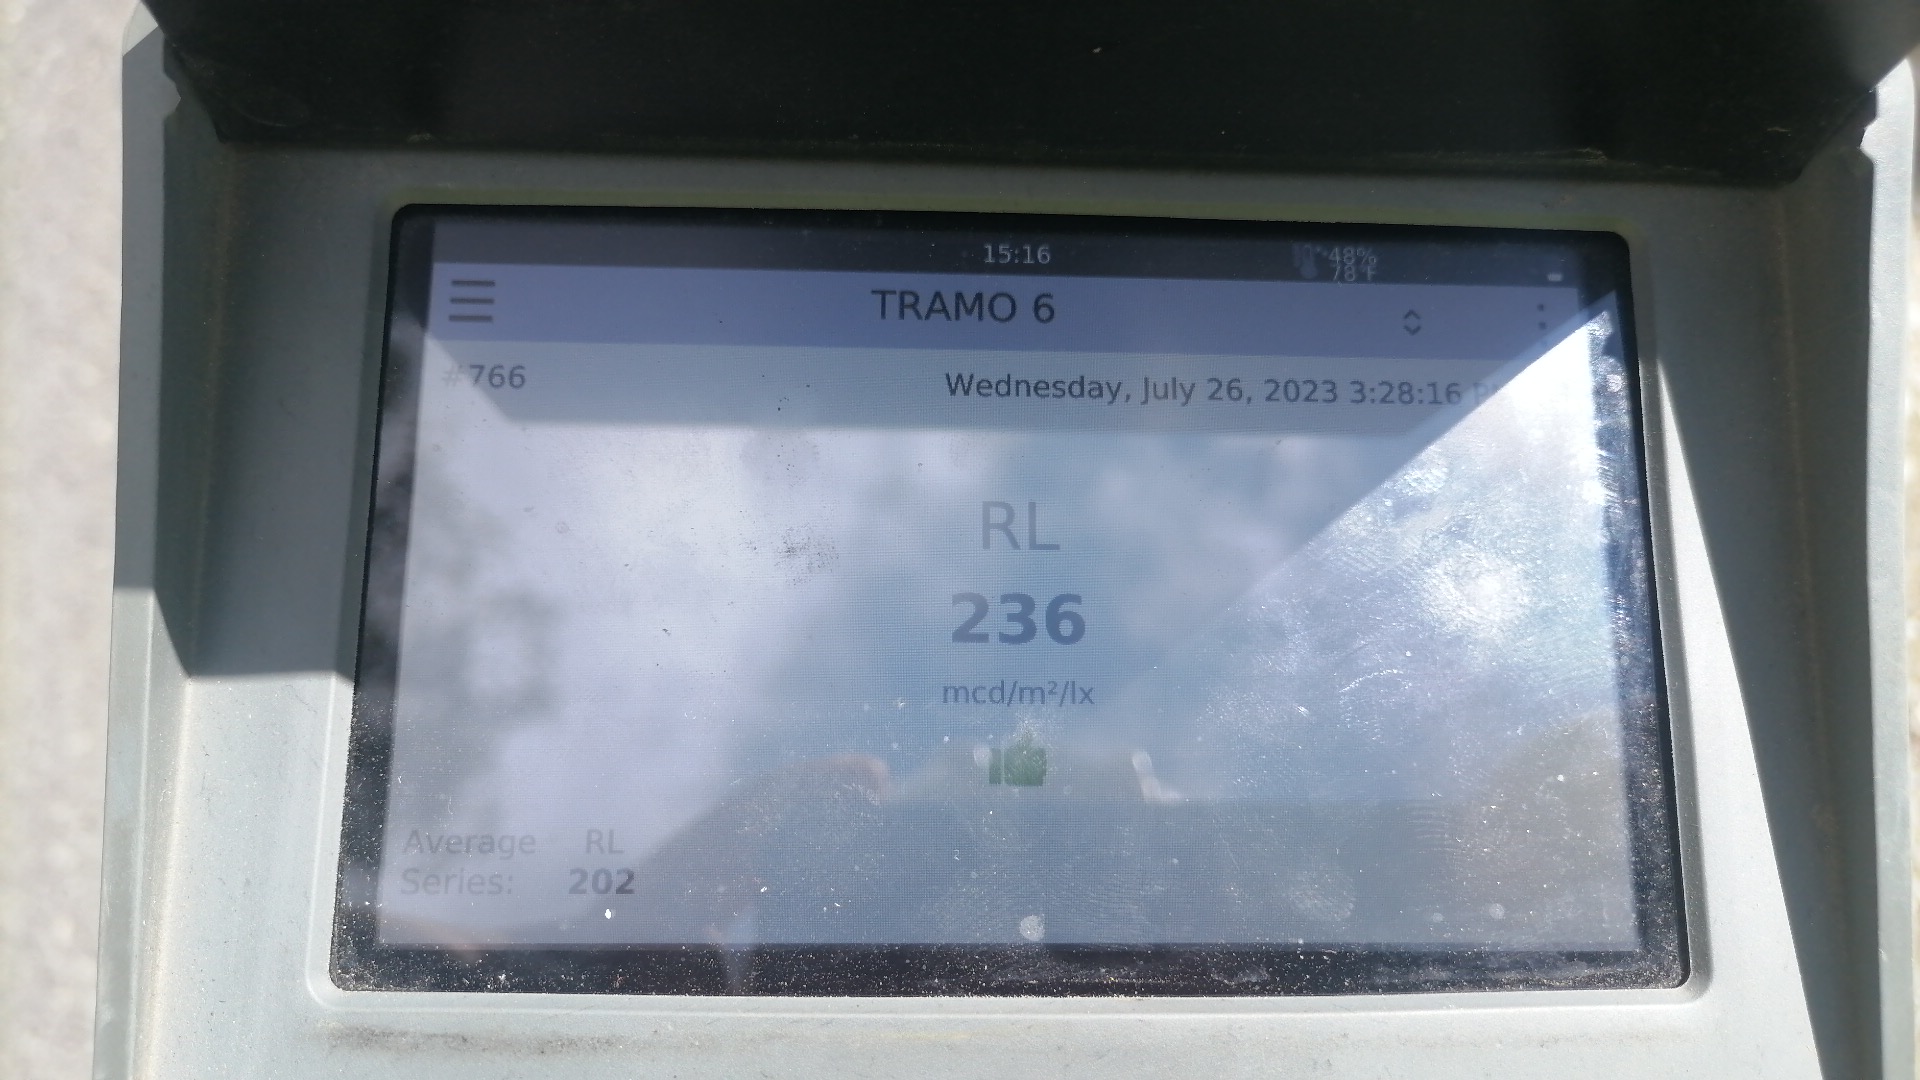 15:16
48%
78°F
TRAMO 6
#766
Wednesday, July 26, 2023 3:28:16 PM
RL
236
mcd/m²/lx
Average RL
Series: 202